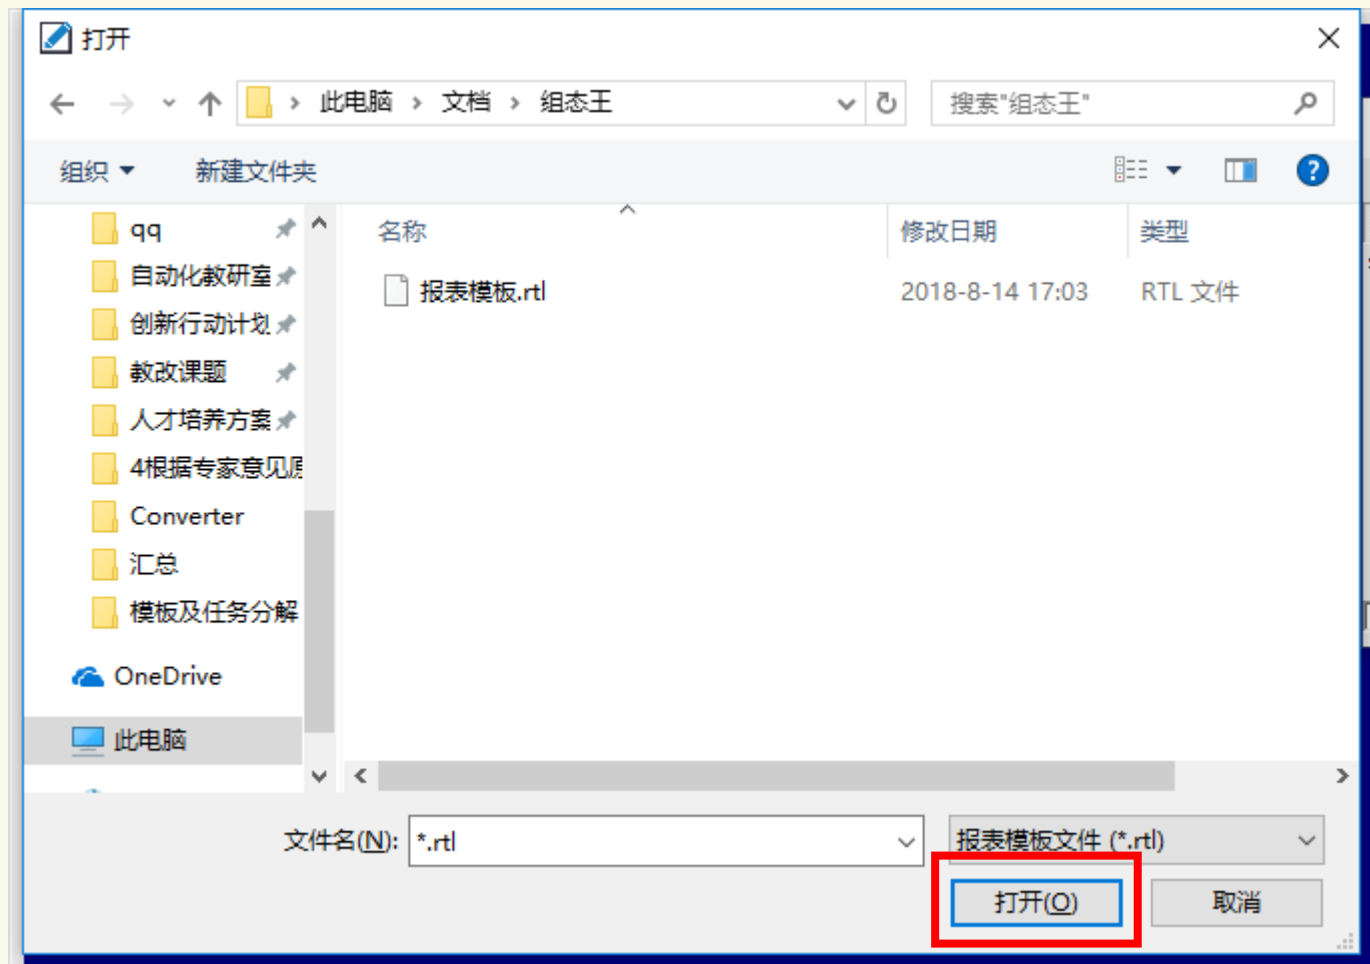 打开
此电脑 › 文档 › 组态王
搜索"组态王"
组织
新建文件夹
名称
修改日期
类型
qq
自动化教研室
创新行动计划
教改课题
人才培养方案
4根据专家意见原
Converter
汇总
模板及任务分解
OneDrive
此电脑
报表模板.rtl
2018-8-14 17:03
RTL 文件
文件名(N):
*.rtl
报表模板文件 (*.rtl)
打开(O)
取消